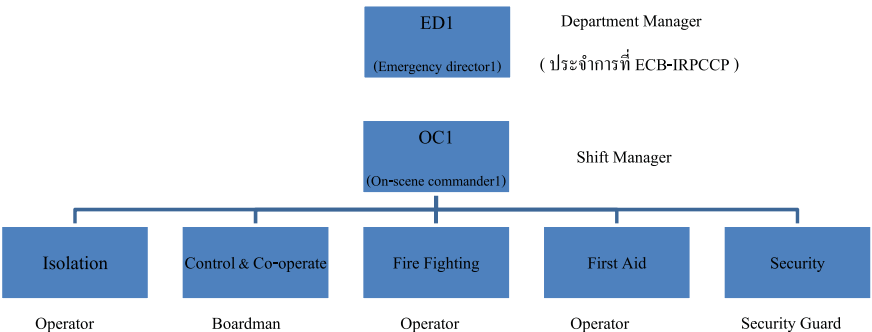 ED1
Department Manager
(Emergency director1)
( ประจำการที่ ECB-IRPCCP )
OC1
Shift Manager
(On-scene commander1)
Isolation
Control & Co-operate
Fire Fighting
First Aid
Security
Operator
Boardman
Operator
Operator
Security Guard